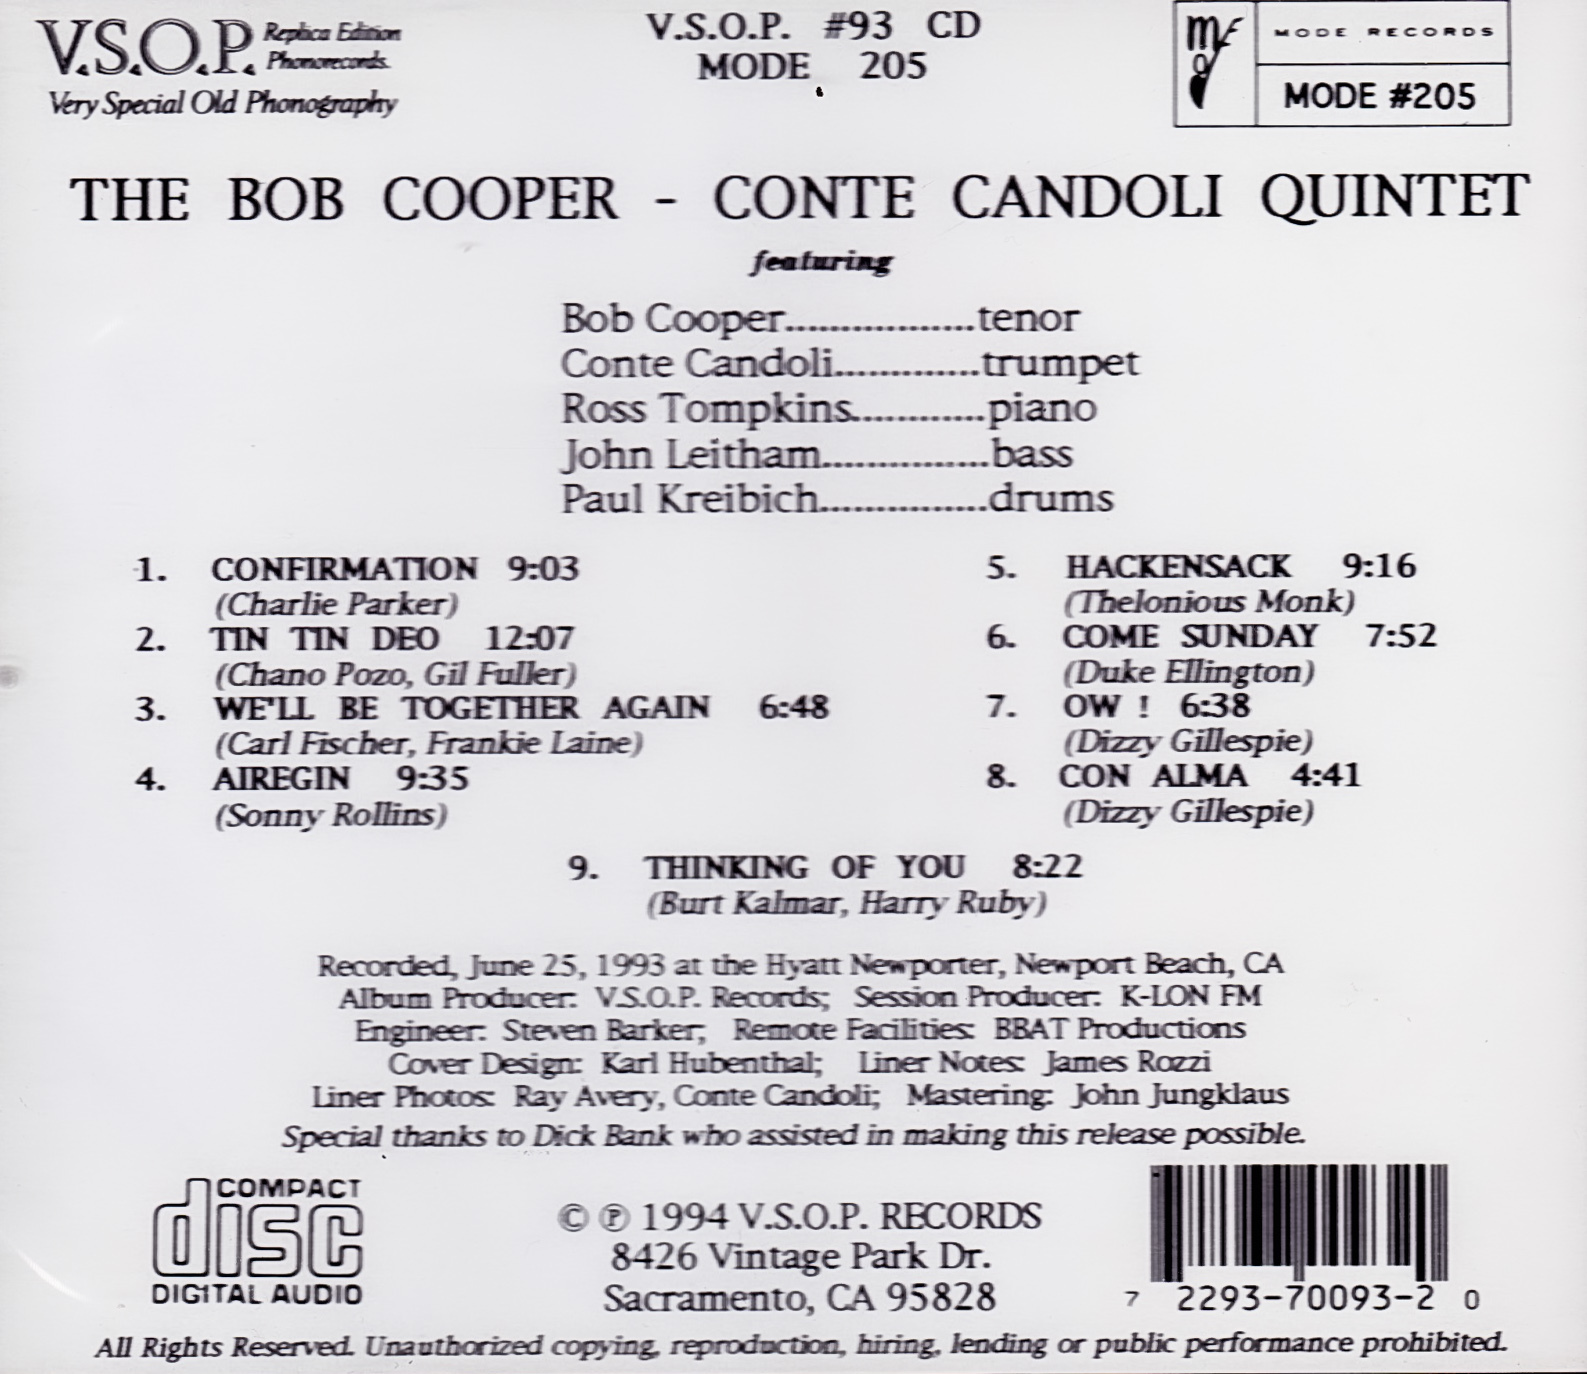 V.S.O.P. Replica Edition
Phonorecords.
Very Special Old Phonography
V.S.O.P. #93 CD
MODE 205
MODE RECORDS
MODE #205
THE BOB COOPER - CONTE CANDOLI QUINTET
featuring
Bob Cooper.................tenor
Conte Candoli.............trumpet
Ross Tompkins............piano
John Leitham...............bass
Paul Kreibich...............drums
1. CONFIRMATION 9:03
(Charlie Parker)
2. TIN TIN DEO 12:07
(Chano Pozo, Gil Fuller)
3. WE'LL BE TOGETHER AGAIN 6:48
(Carl Fischer, Frankie Laine)
4. AIREGIN 9:35
(Sonny Rollins)
5. HACKENSACK 9:16
(Thelonious Monk)
6. COME SUNDAY 7:52
(Duke Ellington)
7. OW ! 6:38
(Dizzy Gillespie)
8. CON ALMA 4:41
(Dizzy Gillespie)
9. THINKING OF YOU 8:22
(Burt Kalmar, Harry Ruby)
Recorded, June 25, 1993 at the Hyatt Newporter, Newport Beach, CA
Album Producer: V.S.O.P. Records; Session Producer: K-LON FM
Engineer: Steven Barker; Remote Facilities: BBAT Productions
Cover Design: Karl Hubenthal; Liner Notes: James Rozzi
Liner Photos: Ray Avery, Conte Candoli; Mastering: John Jungklaus
Special thanks to Dick Bank who assisted in making this release possible.
COMPACT
disc
DIGITAL AUDIO
© ℗ 1994 V.S.O.P. RECORDS
8426 Vintage Park Dr.
Sacramento, CA 95828
7 2293-70093-2 0
All Rights Reserved. Unauthorized copying, reproduction, hiring, lending or public performance prohibited.